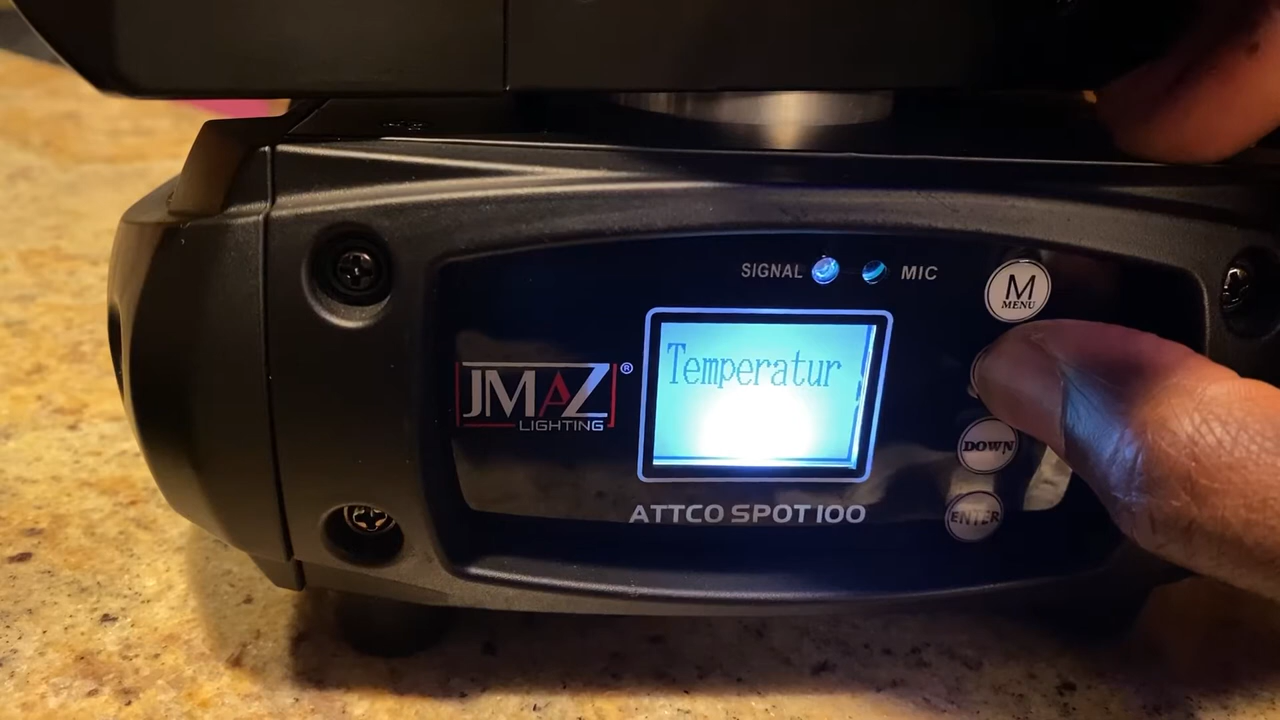 SIGNAL MIC
M
MENU
Temperatur
JMAZ®
LIGHTING
DOWN
ENTER
ATTCO SPOT 100